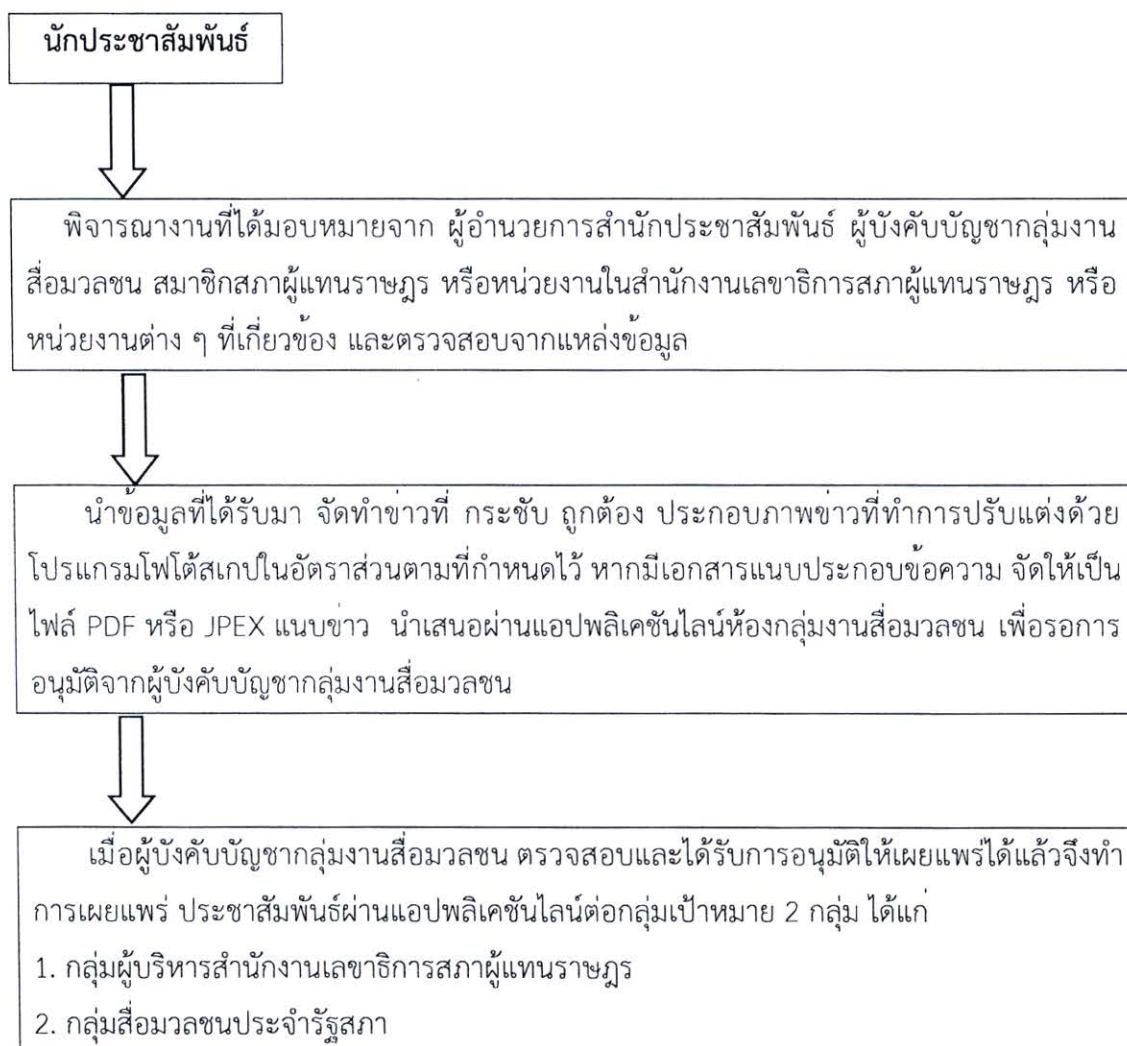 นักประชาสัมพันธ์
พิจารณางานที่ได้มอบหมายจาก ผู้อำนวยการสำนักประชาสัมพันธ์ ผู้บังคับบัญชากลุ่มงาน
สื่อมวลชน สมาชิกสภาผู้แทนราษฎร หรือหน่วยงานในสำนักงานเลขาธิการสภาผู้แทนราษฎร หรือ
หน่วยงานต่าง ๆ ที่เกี่ยวข้อง และตรวจสอบจากแหล่งข้อมูล
นำข้อมูลที่ได้รับมา จัดทำข่าวที่ กระชับ ถูกต้อง ประกอบภาพข่าวที่ทำการปรับแต่งด้วย
โปรแกรมโฟโต้สเกปในอัตราส่วนตามที่กำหนดไว้ หากมีเอกสารแนบประกอบข้อความ จัดให้เป็น
ไฟล์ PDF หรือ JPEX แนบข่าว นำเสนอผ่านแอปพลิเคชันไลน์ห้องกลุ่มงานสื่อมวลชน เพื่อรอการ
อนุมัติจากผู้บังคับบัญชากลุ่มงานสื่อมวลชน
เมื่อผู้บังคับบัญชากลุ่มงานสื่อมวลชน ตรวจสอบและได้รับการอนุมัติให้เผยแพร่ได้แล้วจึงทำ
การเผยแพร่ ประชาสัมพันธ์ผ่านแอปพลิเคชันไลน์ต่อกลุ่มเป้าหมาย 2 กลุ่ม ได้แก่
1. กลุ่มผู้บริหารสำนักงานเลขาธิการสภาผู้แทนราษฎร
2. กลุ่มสื่อมวลชนประจำรัฐสภา